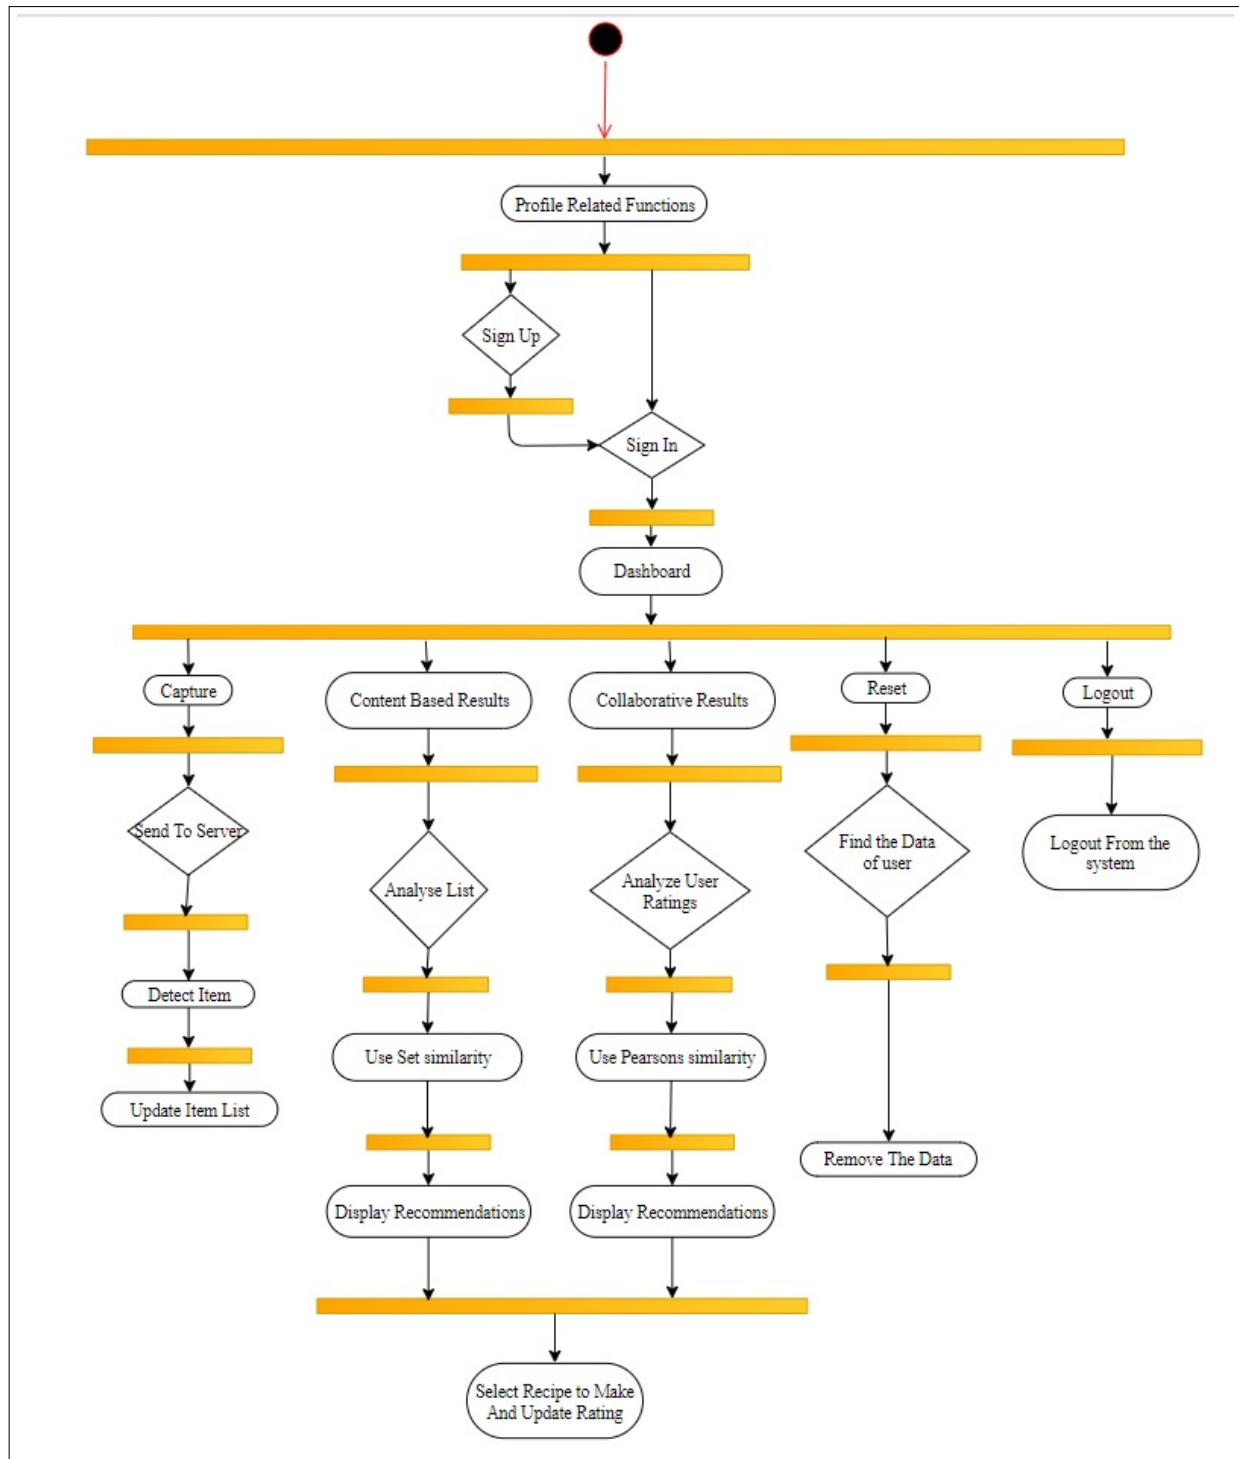 Profile Related Functions
Sign Up
Sign In
Dashboard
Capture
Content Based Results
Collaborative Results
Reset
Logout
Send To Server
Analyse List
Analyze User
Ratings
Find the Data
of user
Logout From the
system
Detect Item
Use Set similarity
Use Pearsons similarity
Update Item List
Remove The Data
Display Recommendations
Display Recommendations
Select Recipe to Make
And Update Rating